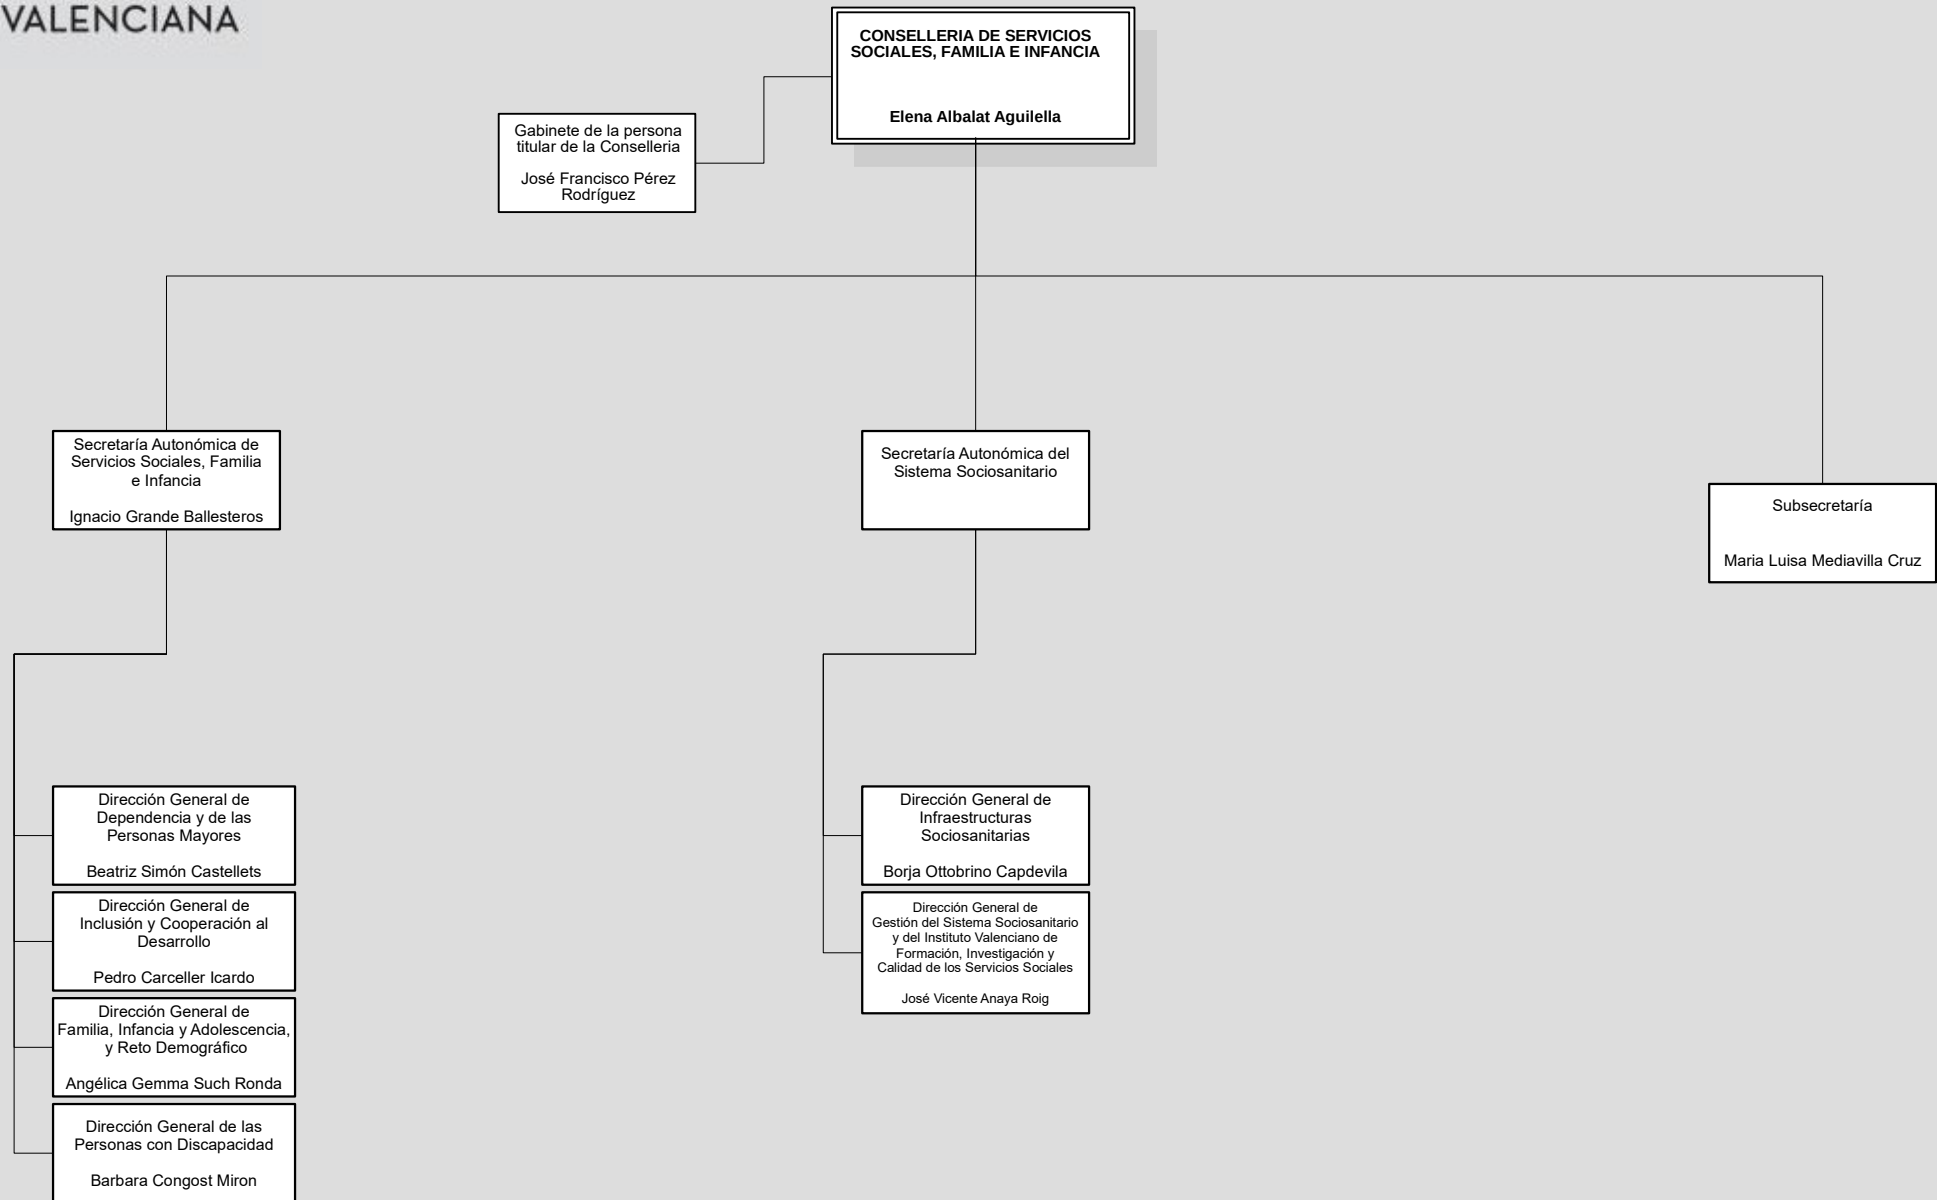 VALENCIANA
CONSELLERIA DE SERVICIOS
SOCIALES, FAMILIA E INFANCIA
Elena Albalat Aguilella
Gabinete de la persona
titular de la Conselleria
José Francisco Pérez
Rodríguez
Secretaría Autonómica de
Servicios Sociales, Familia
e Infancia
Ignacio Grande Ballesteros
Secretaría Autonómica del
Sistema Sociosanitario
Subsecretaría
Maria Luisa Mediavilla Cruz
Dirección General de
Dependencia y de las
Personas Mayores
Beatriz Simón Castellets
Dirección General de
Inclusión y Cooperación al
Desarrollo
Pedro Carceller Icardo
Dirección General de
Familia, Infancia y Adolescencia,
y Reto Demográfico
Angélica Gemma Such Ronda
Dirección General de las
Personas con Discapacidad
Barbara Congost Miron
Dirección General de
Infraestructuras
Sociosanitarias
Borja Ottobrino Capdevila
Dirección General de
Gestión del Sistema Sociosanitario
y del Instituto Valenciano de
Formación, Investigación y
Calidad de los Servicios Sociales
José Vicente Anaya Roig